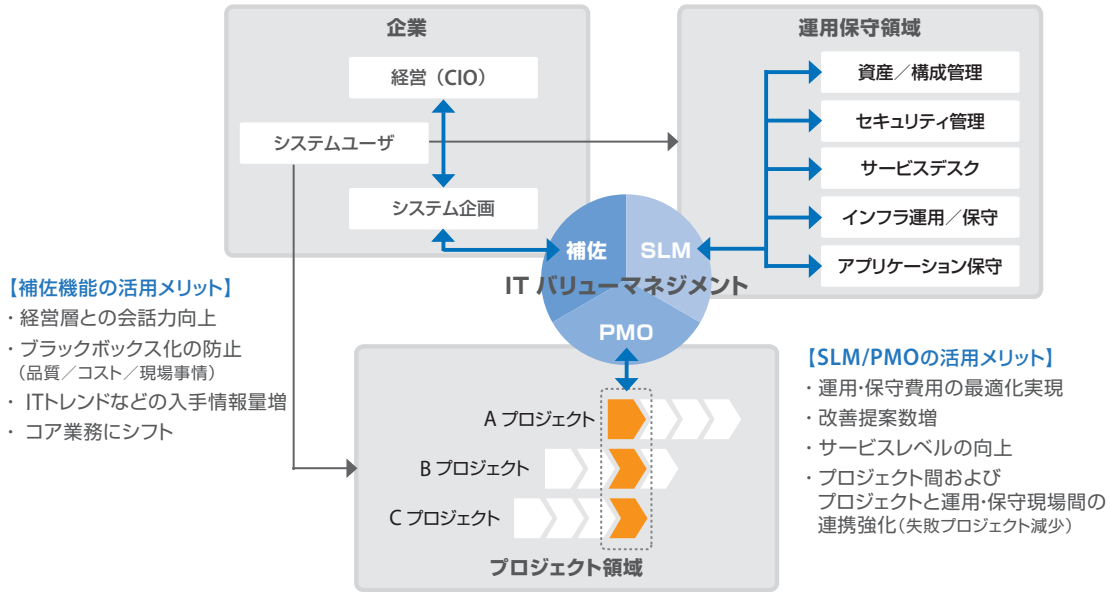 企業
経営（CIO）
システムユーザ
システム企画
運用保守領域
資産／構成管理
セキュリティ管理
サービスデスク
インフラ運用／保守
アプリケーション保守
補佐
SLM
IT バリューマネジメント
PMO
【補佐機能の活用メリット】
・経営層との会話力向上
・ブラックボックス化の防止
（品質／コスト／現場事情）
・ITトレンドなどの入手情報量増
・コア業務にシフト
A プロジェクト
B プロジェクト
C プロジェクト
プロジェクト領域
【SLM/PMOの活用メリット】
・運用・保守費用の最適化実現
・改善提案数増
・サービスレベルの向上
・プロジェクト間および
プロジェクトと運用・保守現場間の
連携強化（失敗プロジェクト減少）